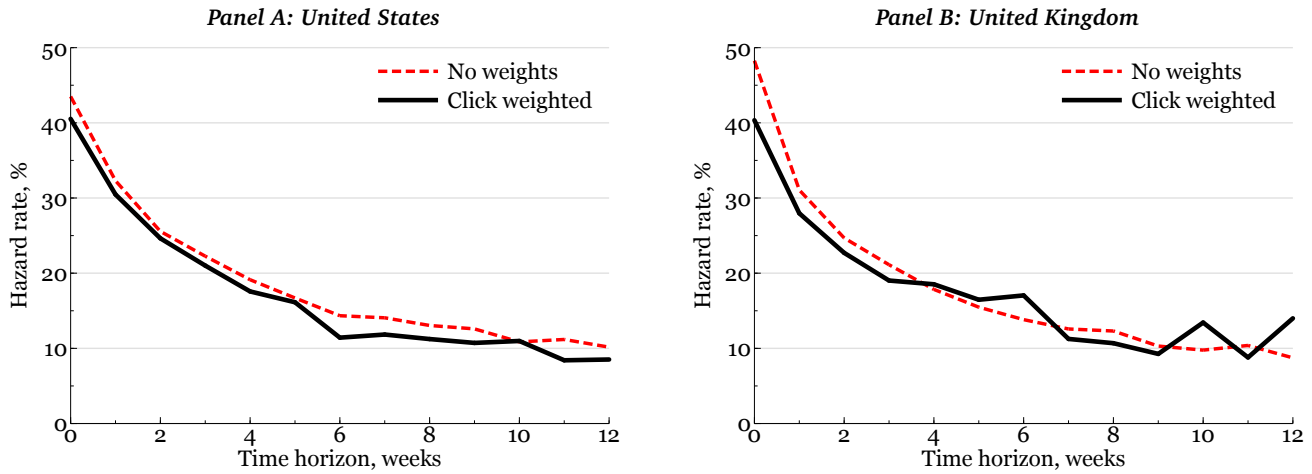 Panel A: United States
50
40
30
20
10
0
Hazard rate, %
No weights
Click weighted
0 2 4 6 8 10 12
Time horizon, weeks
Panel B: United Kingdom
50
40
30
20
10
0
Hazard rate, %
No weights
Click weighted
0 2 4 6 8 10 12
Time horizon, weeks